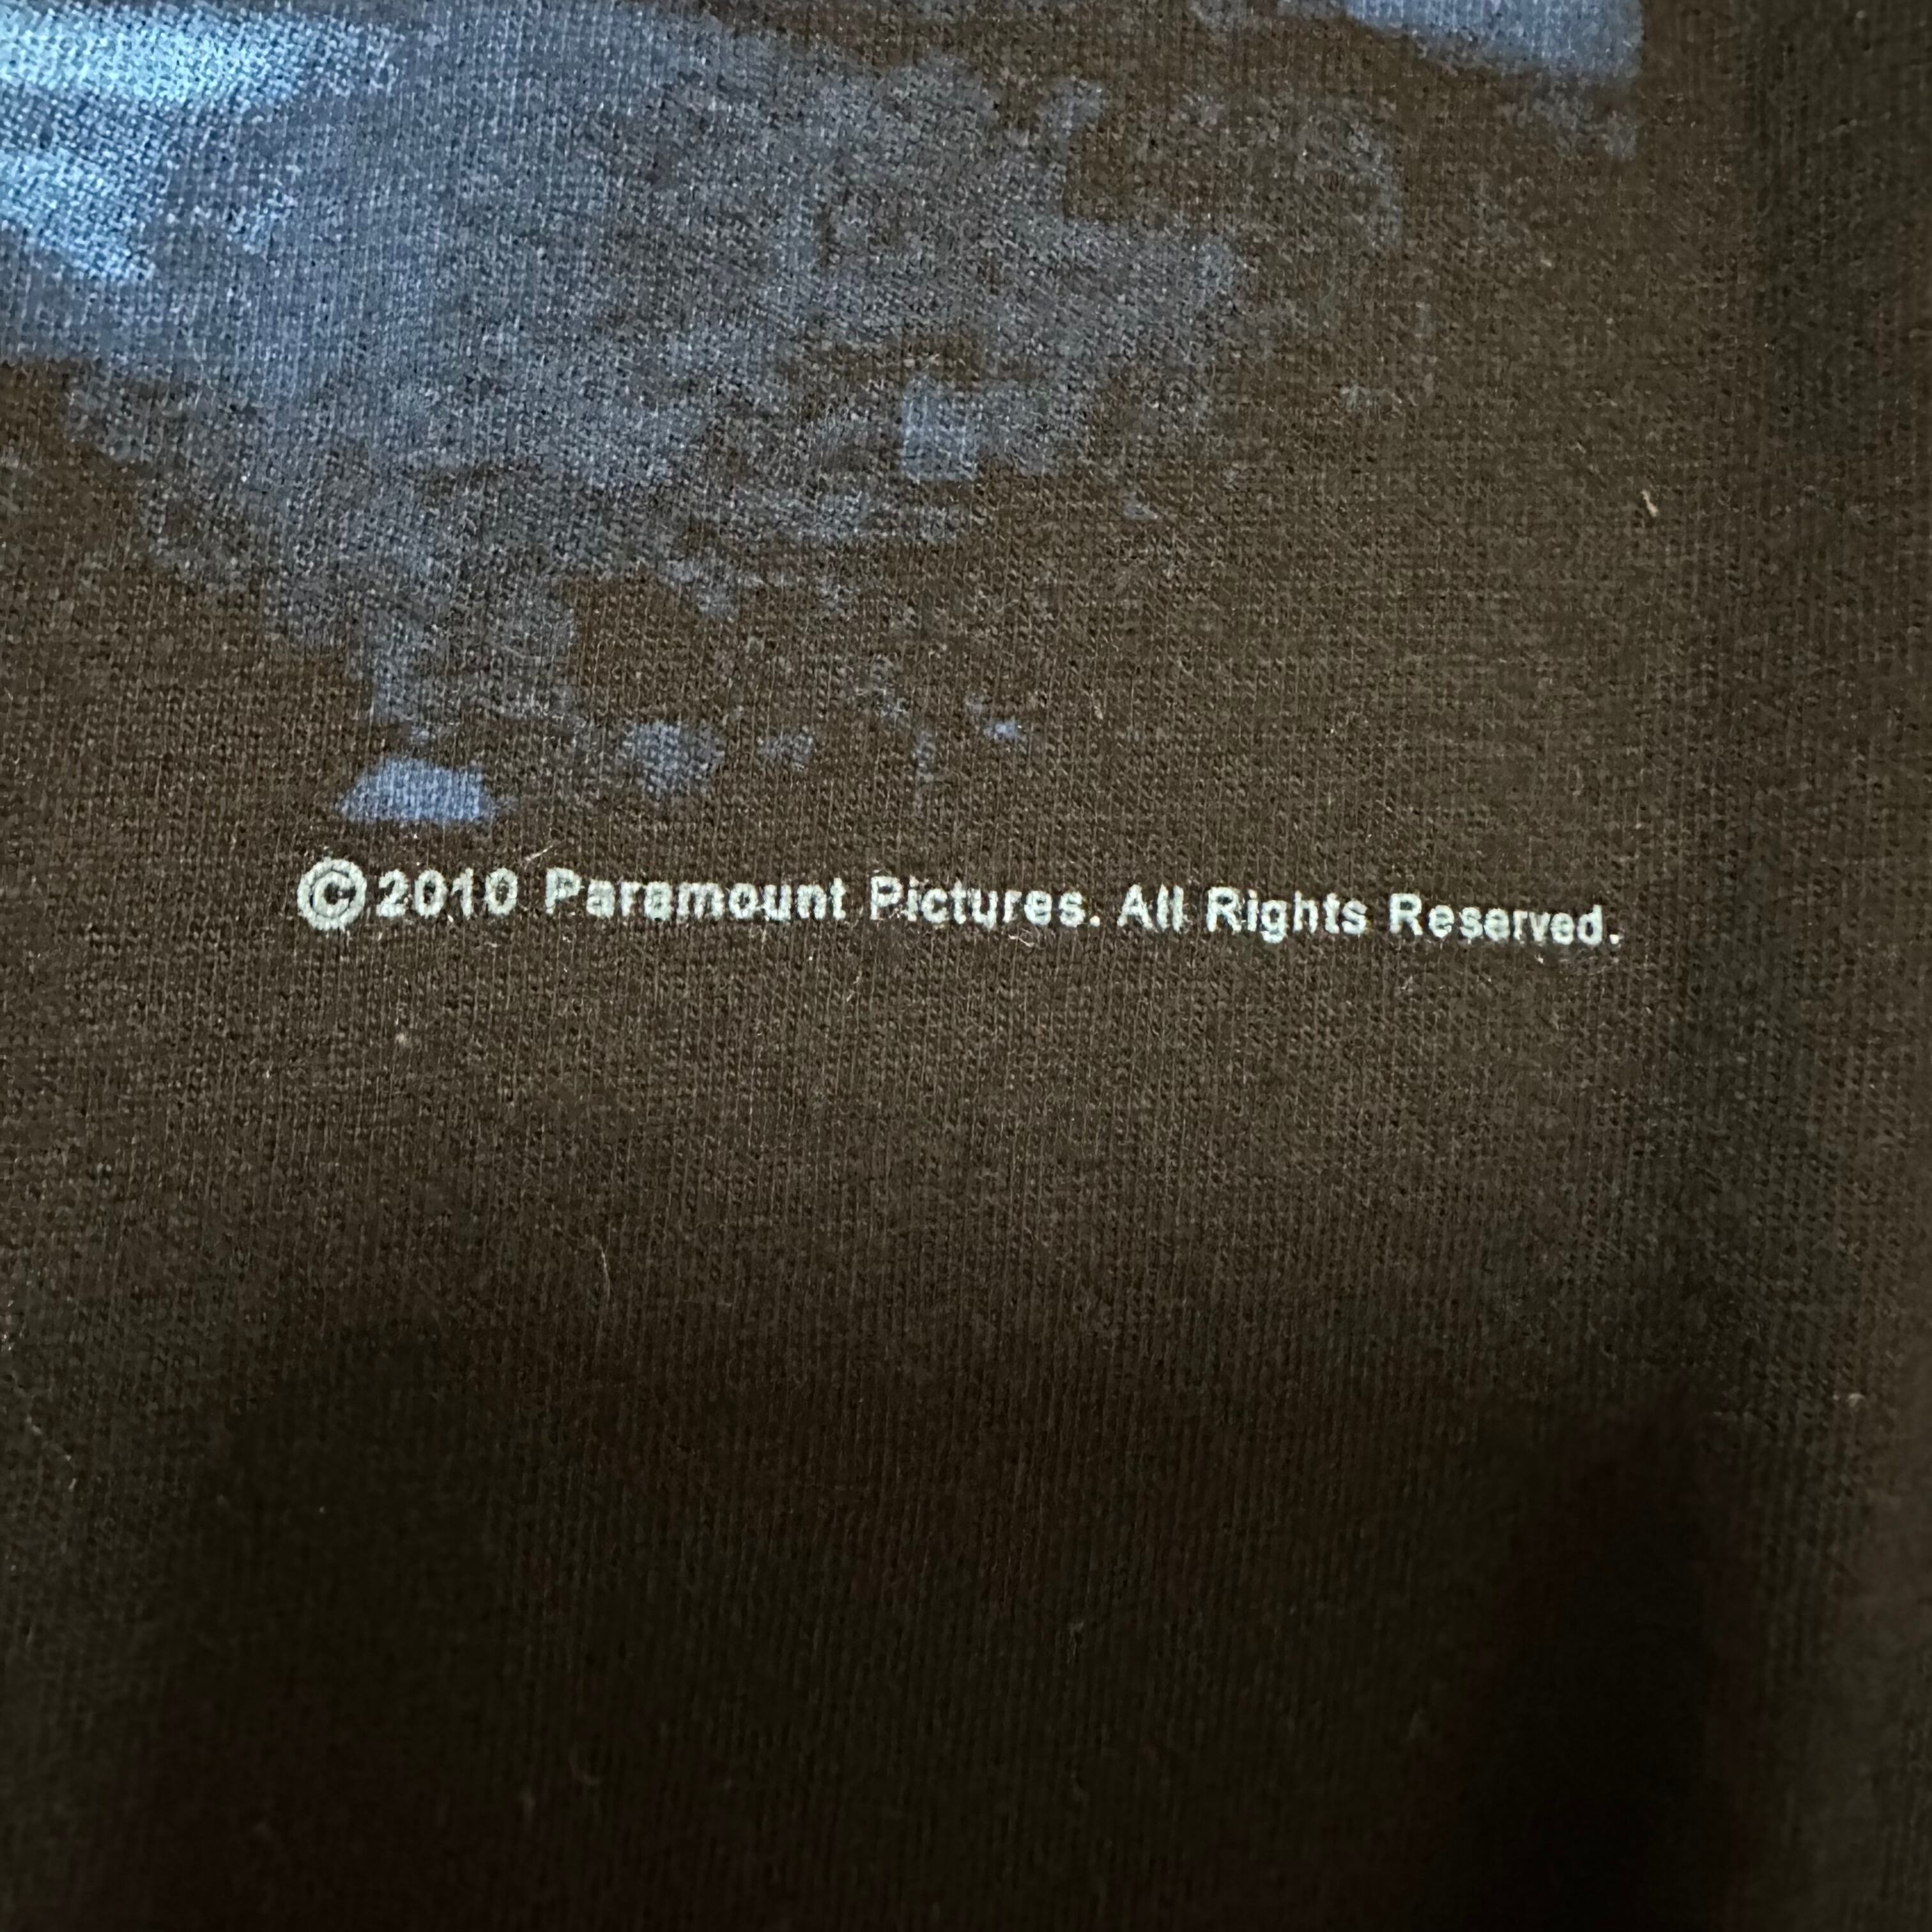 ©2010 Paramount Pictures. All Rights Reserved.